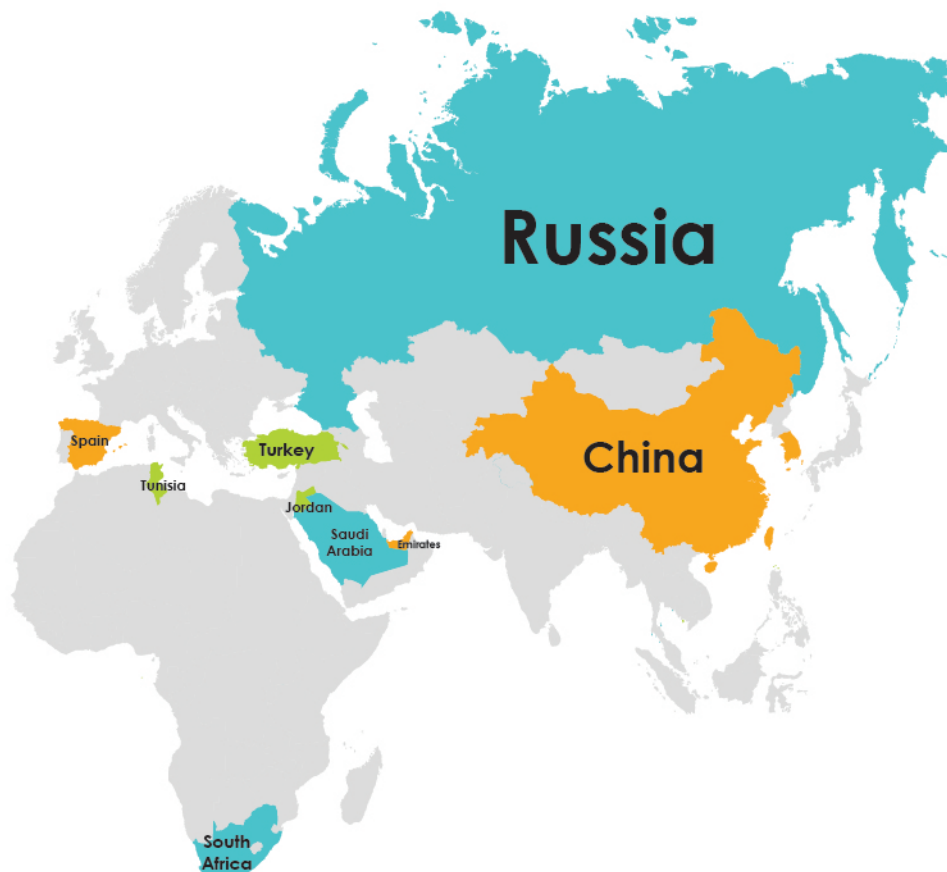 Russia
Spain
Turkey
China
Tunisia
Jordan
Saudi
Arabia
Emirates
South
Africa